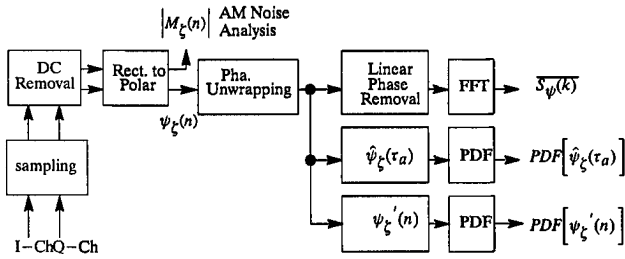 |M_ζ(n)| AM Noise
Analysis
DC
Removal
Rect. to
Polar
Pha.
Unwrapping
Linear
Phase
Removal
FFT
S_ψ(k)
ψ_ζ(n)
sampling
ψ̂_ζ(τ_a)
PDF
PDF[ψ̂_ζ(τ_a)]
ψ_ζ'(n)
PDF
PDF[ψ_ζ'(n)]
I−ChQ−Ch